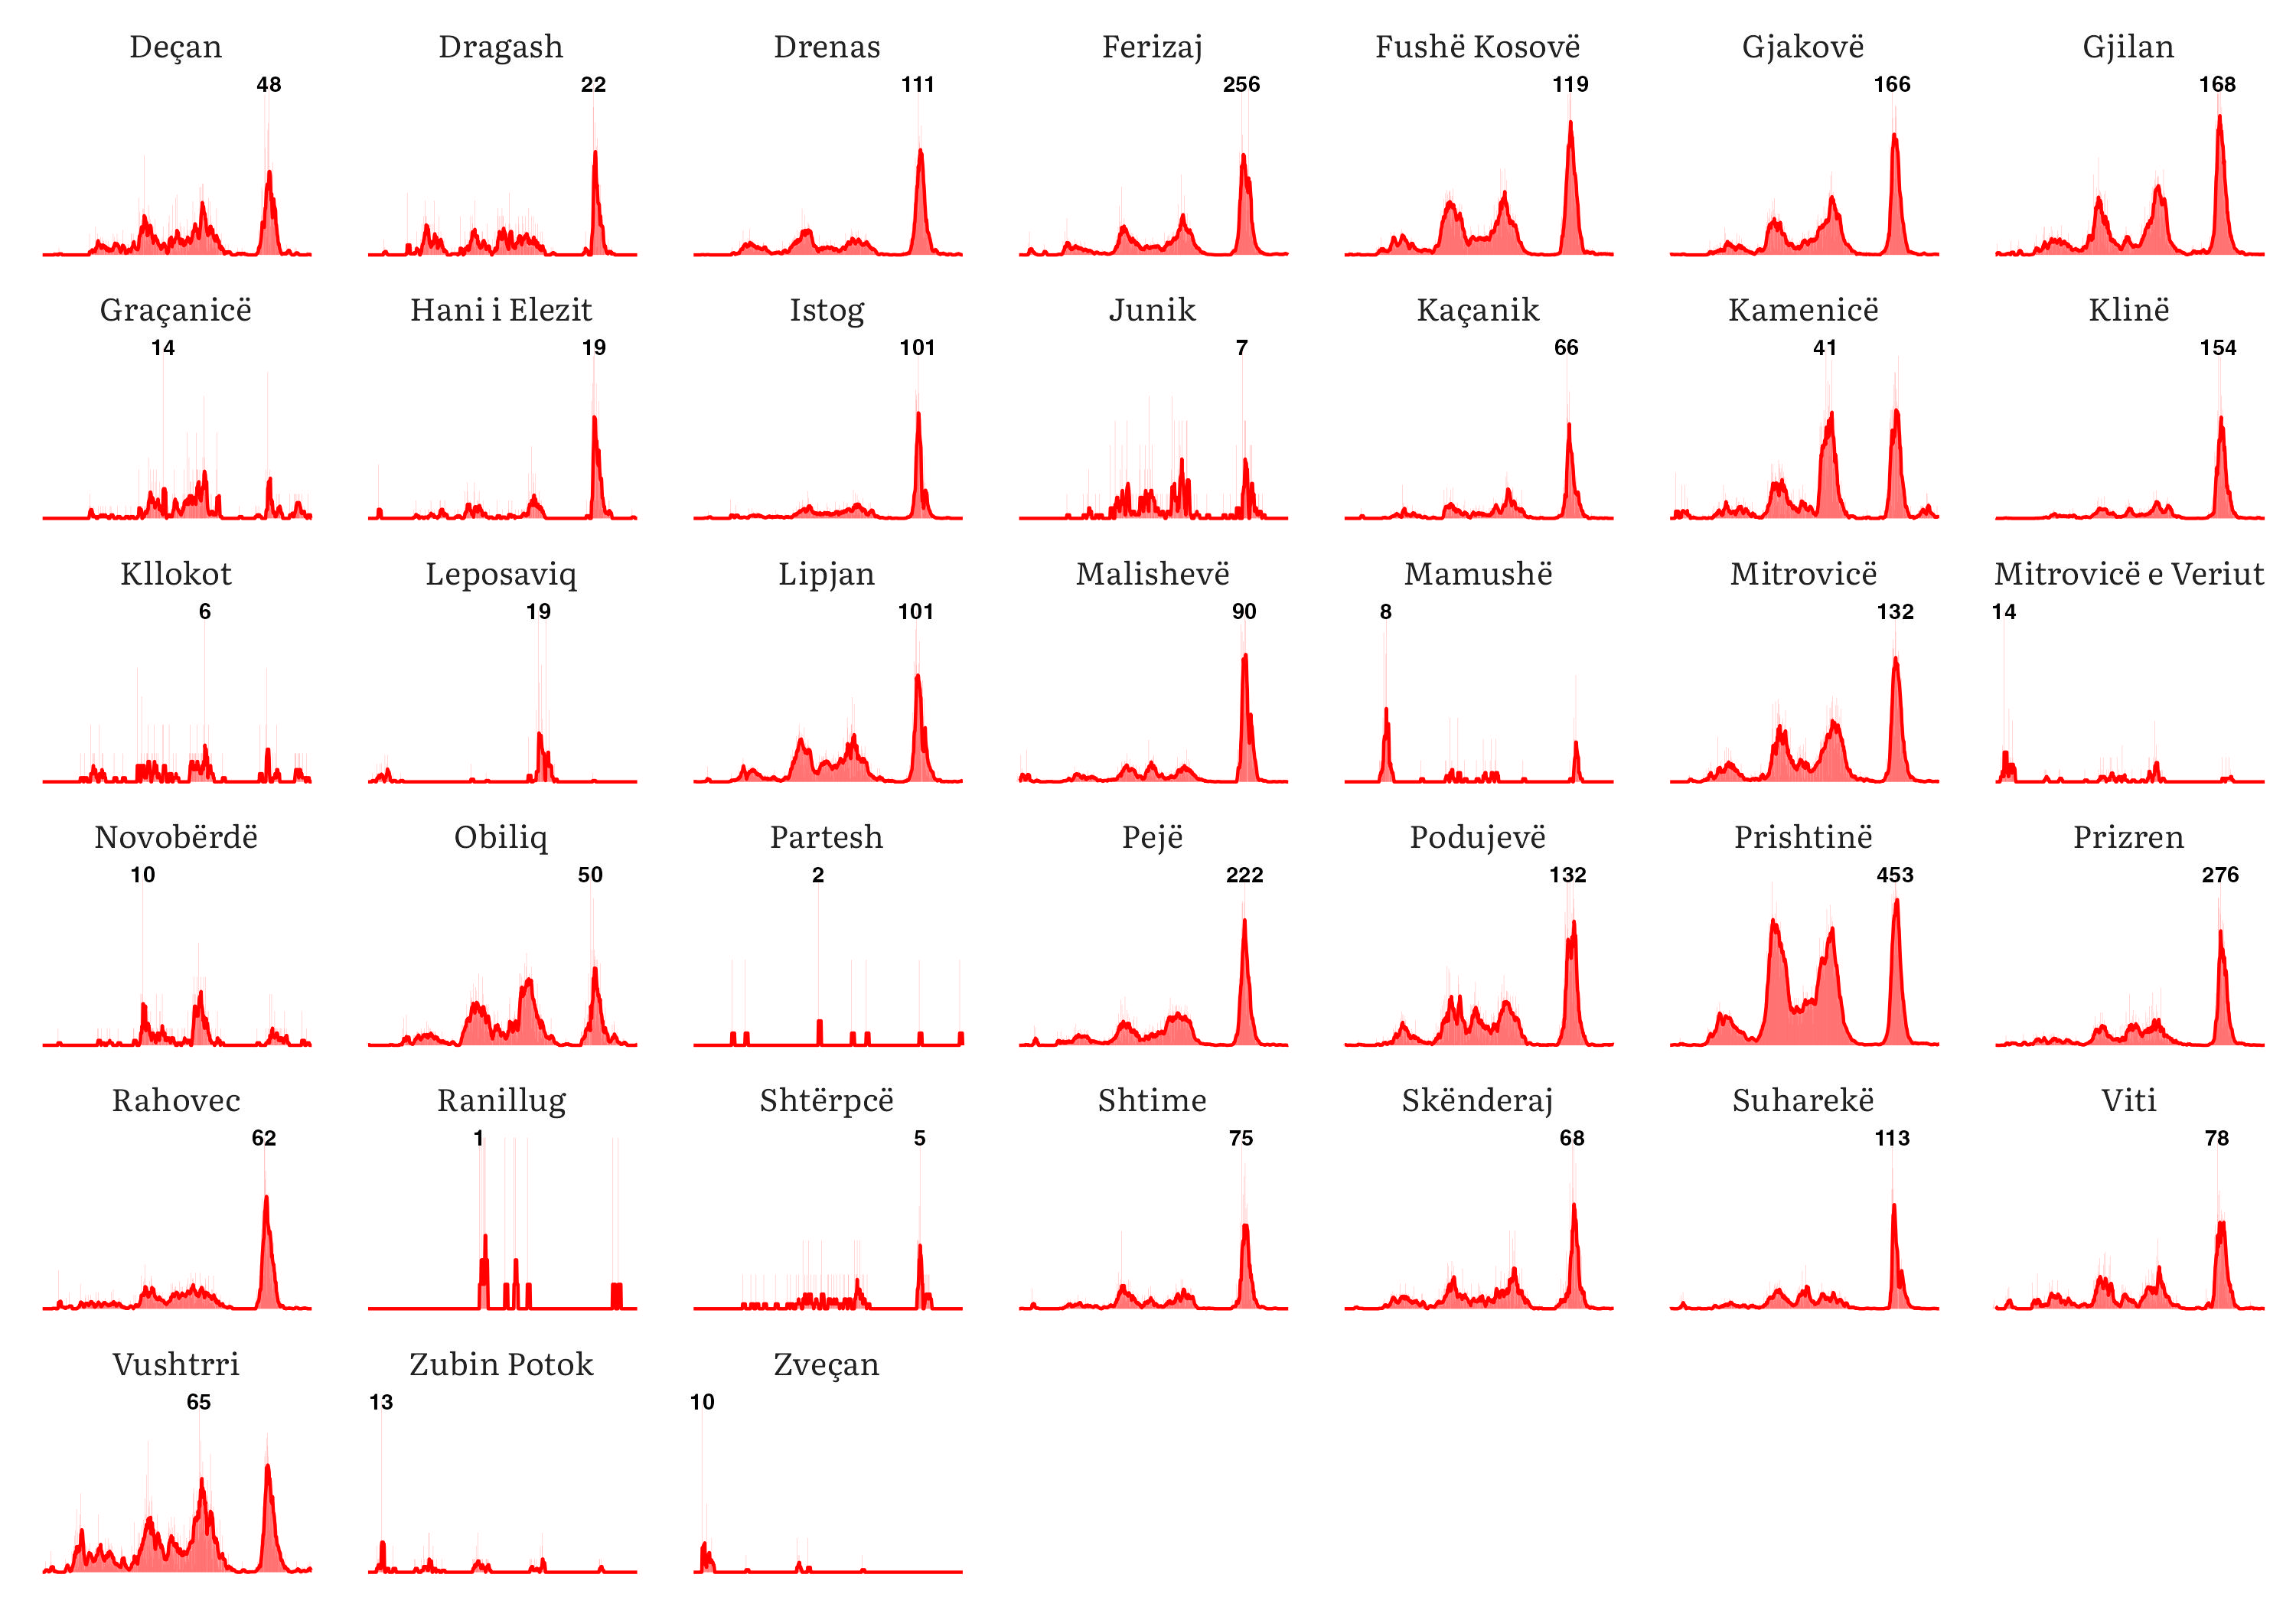 Deçan Dragash Drenas Ferizaj Fushë Kosovë Gjakovë Gjilan
48 22 111 256 119 166 168
Graçanicë Hani i Elezit Istog Junik Kaçanik Kamenicë Klinë
14 19 101 7 66 41 154
Kllokot Leposaviq Lipjan Malishevë Mamushë Mitrovicë Mitrovicë e Veriut
6 19 101 90 8 132 14
Novobërdë Obiliq Partesh Pejë Podujevë Prishtinë Prizren
10 50 2 222 132 453 276
Rahovec Ranillug Shtërpcë Shtime Skënderaj Suharekë Viti
62 1 5 75 68 113 78
Vushtrri Zubin Potok Zveçan
65 13 10